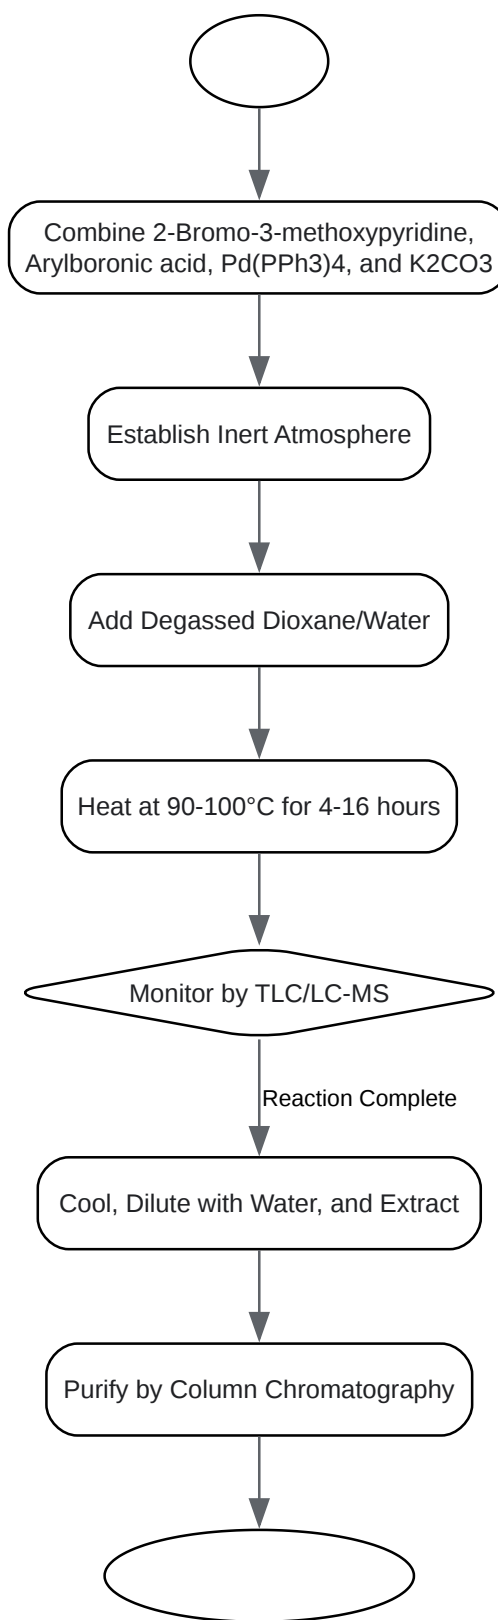 Combine 2-Bromo-3-methoxypyridine,
Arylboronic acid, Pd(PPh3)4, and K2CO3
Establish Inert Atmosphere
Add Degassed Dioxane/Water
Heat at 90-100°C for 4-16 hours
Monitor by TLC/LC-MS
Reaction Complete
Cool, Dilute with Water, and Extract
Purify by Column Chromatography